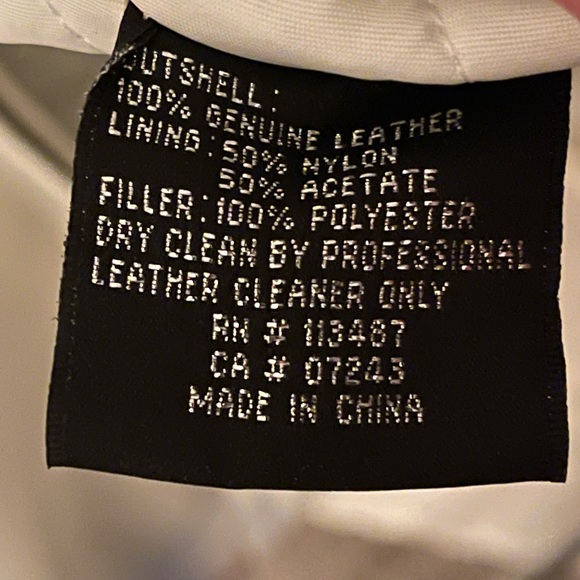 OUTSHELL:
100% GENUINE LEATHER
LINING: 50% NYLON
50% ACETATE
FILLER: 100% POLYESTER
DRY CLEAN BY PROFESSIONAL
LEATHER CLEANER ONLY
RN # 113487
CA # 07243
MADE IN CHINA